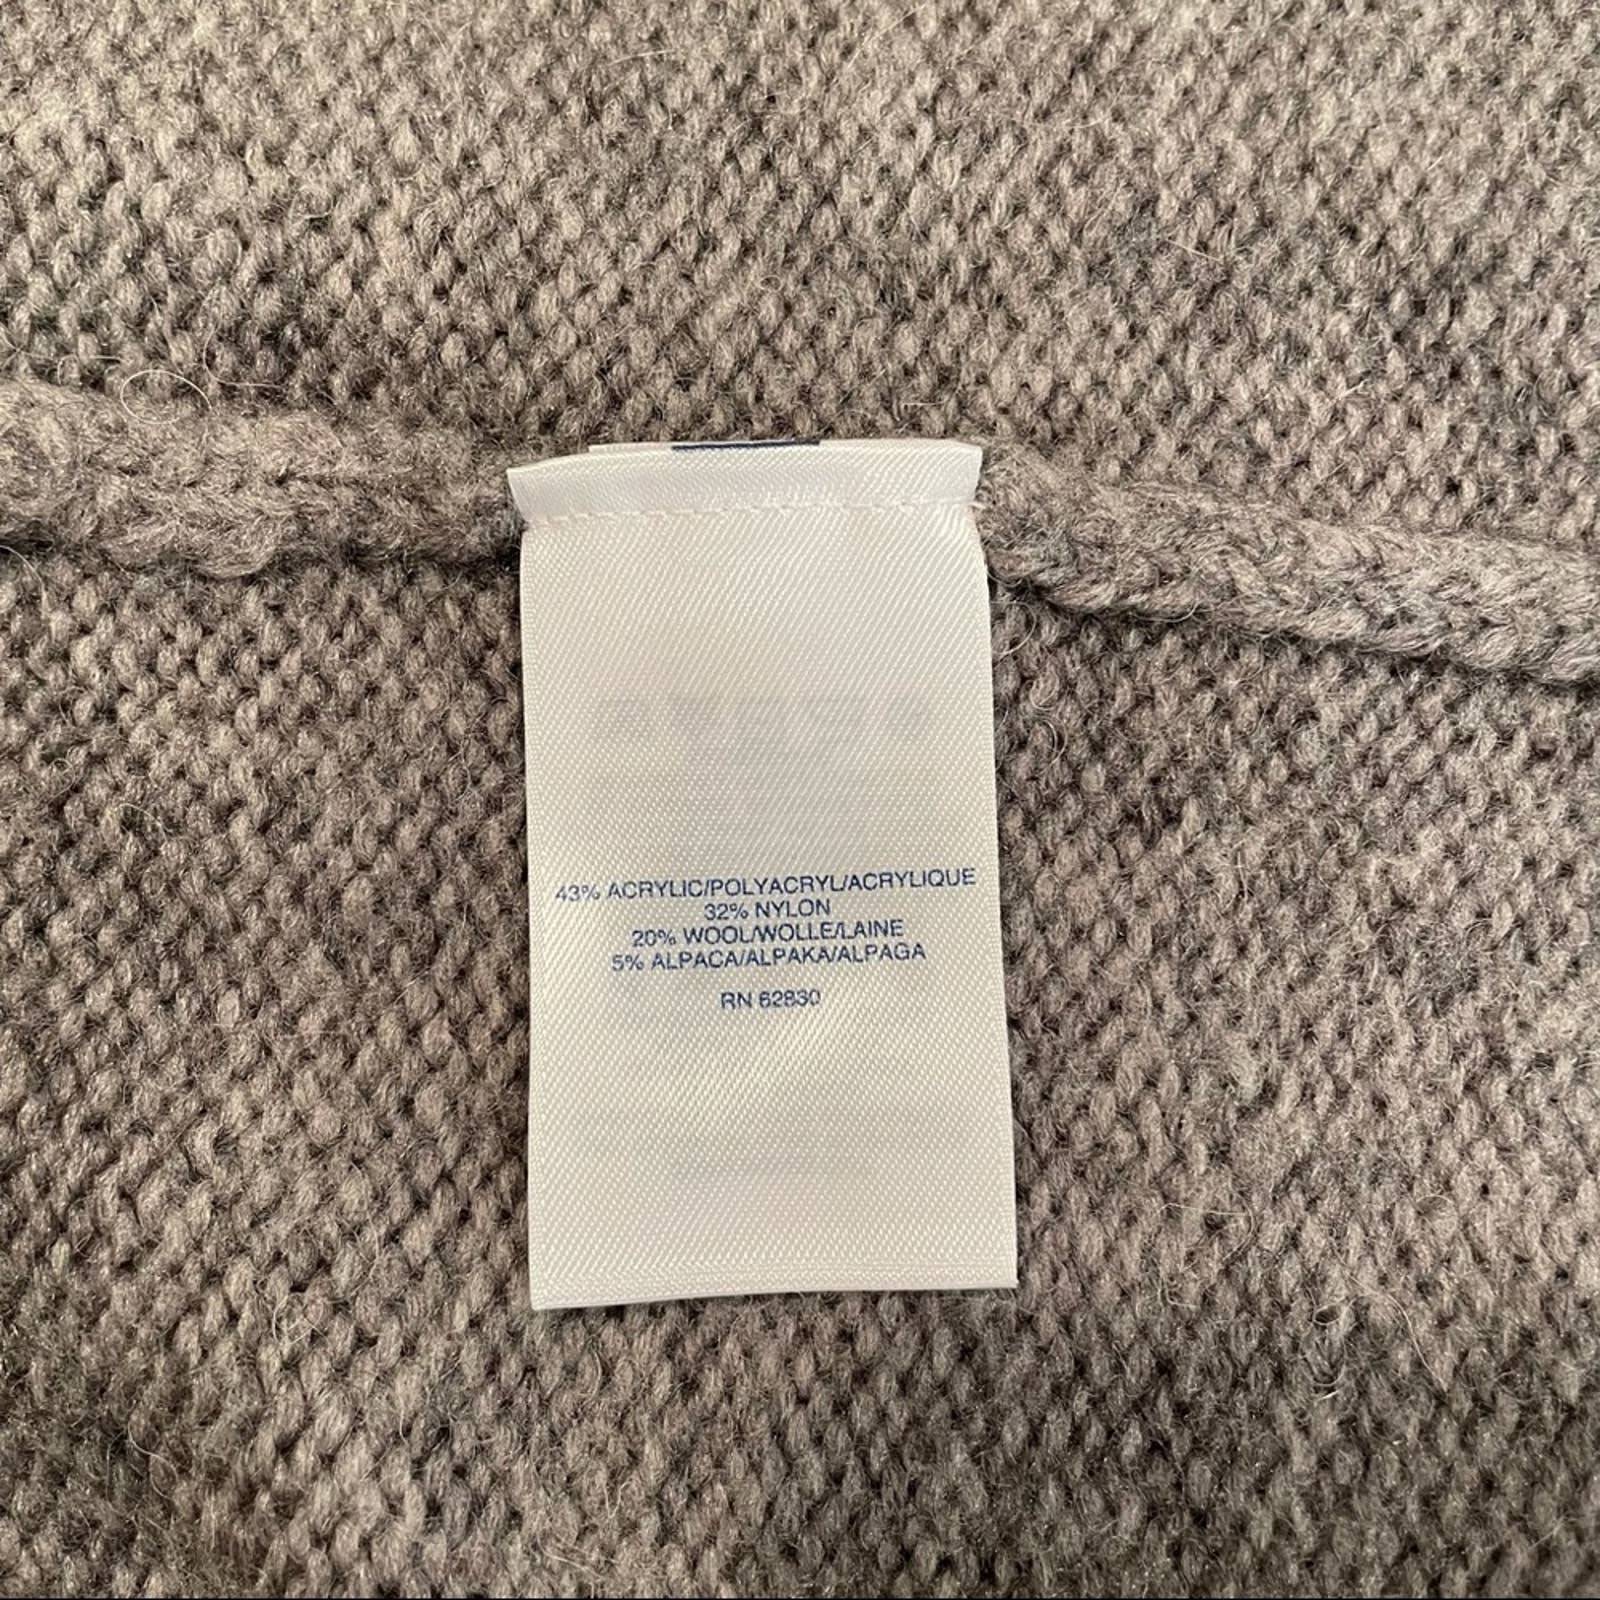 43% ACRYLIC/POLYACRYL/ACRYLIQUE
32% NYLON
20% WOOL/WOLLE/LAINE
5% ALPACA/ALPAKA/ALPAGA
RN 62830